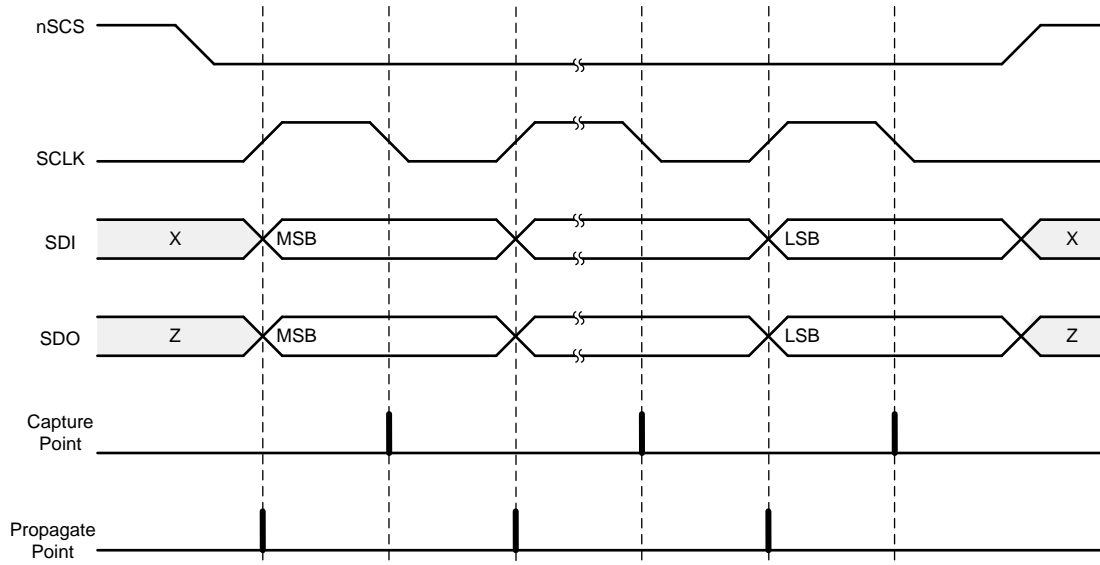 nSCS
SCLK
SDI
X
MSB
LSB
X
SDO
Z
MSB
LSB
Z
Capture
Point
Propagate
Point